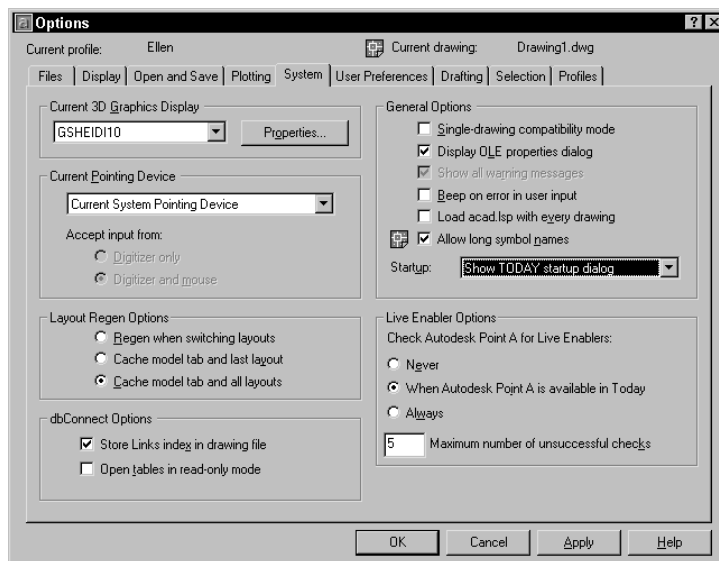 Options
Current profile: Ellen Current drawing: Drawing1.dwg
Files Display Open and Save Plotting System User Preferences Drafting Selection Profiles
Current 3D Graphics Display
GSHEIDI10 Properties...
Current Pointing Device
Current System Pointing Device
Accept input from:
Digitizer only
Digitizer and mouse
Layout Regen Options
Regen when switching layouts
Cache model tab and last layout
Cache model tab and all layouts
dbConnect Options
Store Links index in drawing file
Open tables in read-only mode
General Options
Single-drawing compatibility mode
Display OLE properties dialog
Show all warning messages
Beep on error in user input
Load acad.lsp with every drawing
Allow long symbol names
Startup: Show TODAY startup dialog
Live Enabler Options
Check Autodesk Point A for Live Enablers:
Never
When Autodesk Point A is available in Today
Always
5 Maximum number of unsuccessful checks
OK Cancel Apply Help